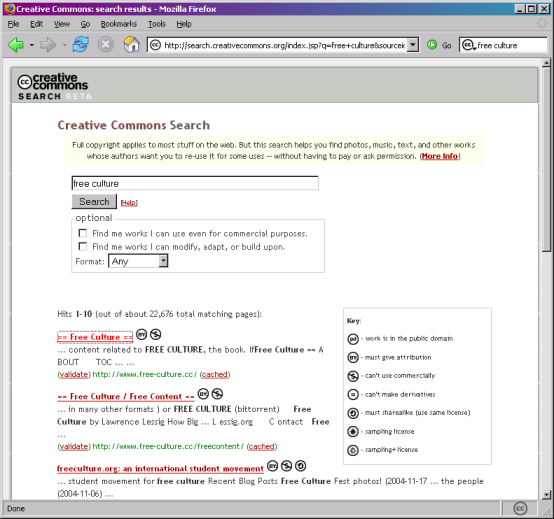 Creative Commons: search results - Mozilla Firefox
File Edit View Go Bookmarks Tools Help
http://search.creativecommons.org/index.jsp?q=free+culture&sourceid Go free culture
creative
commons
SEARCH BETA
Creative Commons Search
Full copyright applies to most stuff on the web. But this search helps you find photos, music, text, and other works
whose authors want you to re-use it for some uses -- without having to pay or ask permission. (More Info)
free culture
Search [Help]
optional
Find me works I can use even for commercial purposes.
Find me works I can modify, adapt, or build upon.
Format: Any
Hits 1-10 (out of about 22,676 total matching pages):
== Free Culture ==
... content related to FREE CULTURE, the book. IfFree Culture == A
BOUT TOC ... ...
(validate) http://www.free-culture.cc/ (cached)
== Free Culture / Free Content ==
... in many other formats ) or FREE CULTURE (bittorrent) Free
Culture by Lawrence Lessig How Big ... L essig.org C ontact Free
...
(validate) http://www.free-culture.cc/freecontent/ (cached)
freeculture.org: an international student movement
... student movement for free culture Recent Blog Posts Free Culture Fest photos! (2004-11-17 ... the people
(2004-11-06) ...
Key:
pd - work is in the public domain
BY - must give attribution
- can't use commercially
- can't make derivatives
- must sharealike (use same license)
- sampling license
- sampling+ license
Done